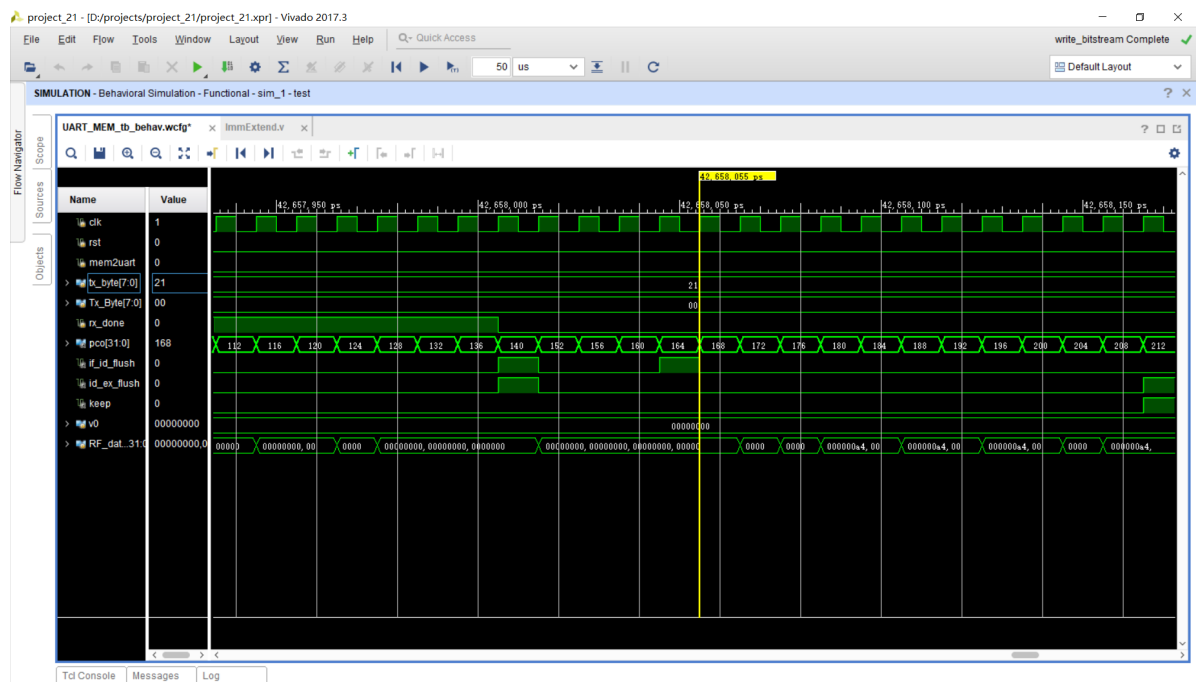 project_21 - [D:/projects/project_21/project_21.xpr] - Vivado 2017.3
File Edit Flow Tools Window Layout View Run Help Q- Quick Access write_bitstream Complete
50 us Default Layout
SIMULATION - Behavioral Simulation - Functional - sim_1 - test
Flow Navigator
Scope
Sources
Objects
UART_MEM_tb_behav.wcfg* ImmExtend.v
42,658,055 ps
Name Value
42,657,950 ps 42,658,000 ps 42,658,050 ps 42,658,100 ps 42,658,150 ps
clk 1
rst 0
mem2uart 0
tx_byte[7:0] 21 21
Tx_Byte[7:0] 00 00
rx_done 0
pco[31:0] 168 112 116 120 124 128 132 136 140 152 156 160 164 168 172 176 180 184 188 192 196 200 204 208 212
if_id_flush 0
id_ex_flush 0
keep 0
v0 00000000 00000000
RF_dat...31:0 00000000,0 00000 00000000, 00 0000 00000000, 00000000, 0000000 00000000, 00000000, 00000000, 00000 0000 0000 000000a4, 00 000000a4, 00 000000a4, 00 0000 000000a4,
Tcl Console Messages Log